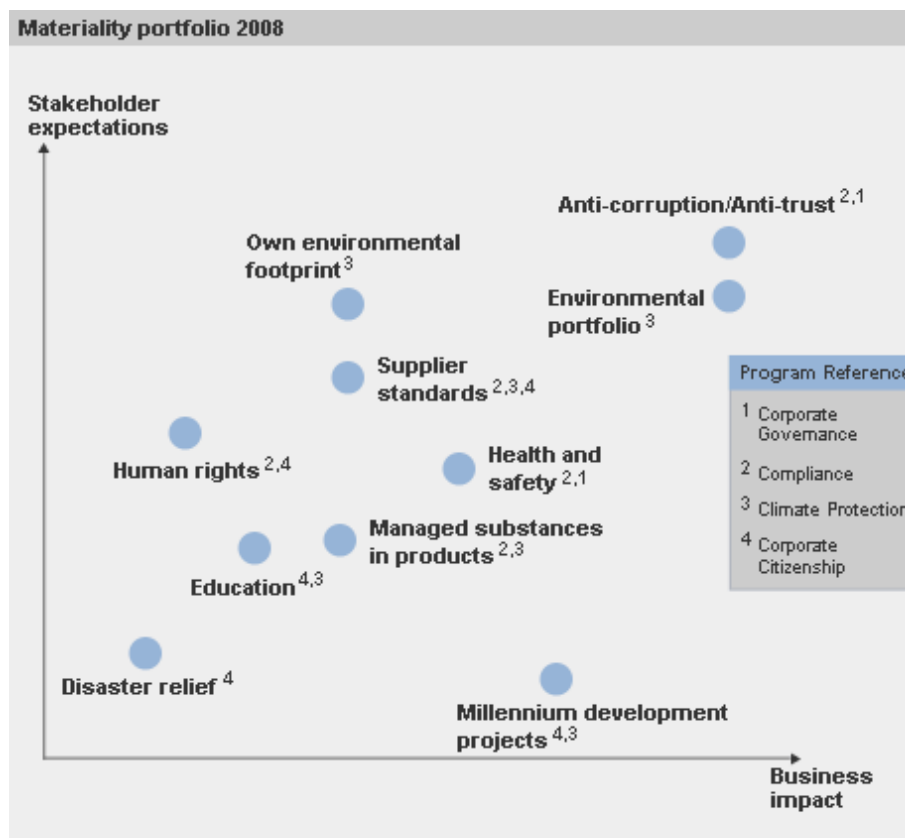 Materiality portfolio 2008
Stakeholder
expectations
Anti-corruption/Anti-trust 2,1
Own environmental
footprint 3
Environmental
portfolio 3
Supplier
standards 2,3,4
Human rights 2,4
Health and
safety 2,1
Managed substances
in products 2,3
Education 4,3
Disaster relief 4
Millennium development
projects 4,3
Business
impact
Program Reference
1 Corporate
Governance
2 Compliance
3 Climate Protection
4 Corporate
Citizenship